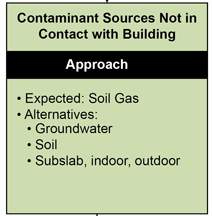 Contaminant Sources Not in
Contact with Building
Approach
• Expected: Soil Gas
• Alternatives:
• Groundwater
• Soil
• Subslab, indoor, outdoor